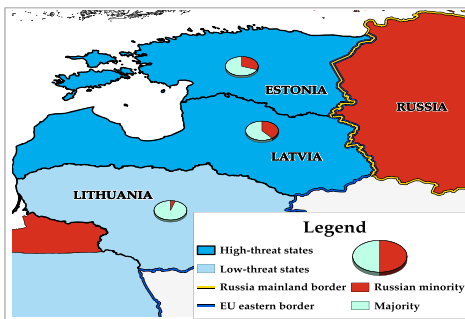 ESTONIA
RUSSIA
LATVIA
LITHUANIA
Legend
High-threat states
Low-threat states
Russia mainland border Russian minority
EU eastern border Majority